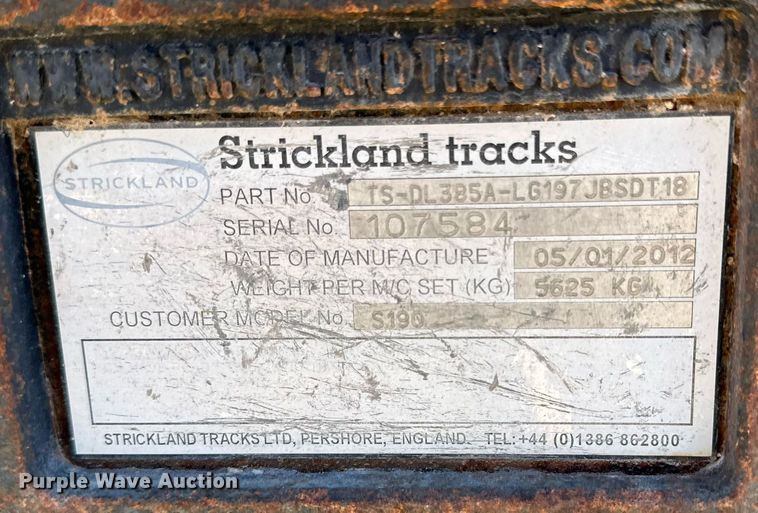 WWW.STRICKLANDTRACKS.COM
STRICKLAND
Strickland tracks
PART No. TS-DL385A-LG197JBSDT18
SERIAL No. 107584
DATE OF MANUFACTURE 05/01/2012
WEIGHT PER M/C SET (KG) 5625 KG
CUSTOMER MODEL No. S190
STRICKLAND TRACKS LTD, PERSHORE, ENGLAND. TEL:+44 (0)1386 862800
Purple Wave Auction®